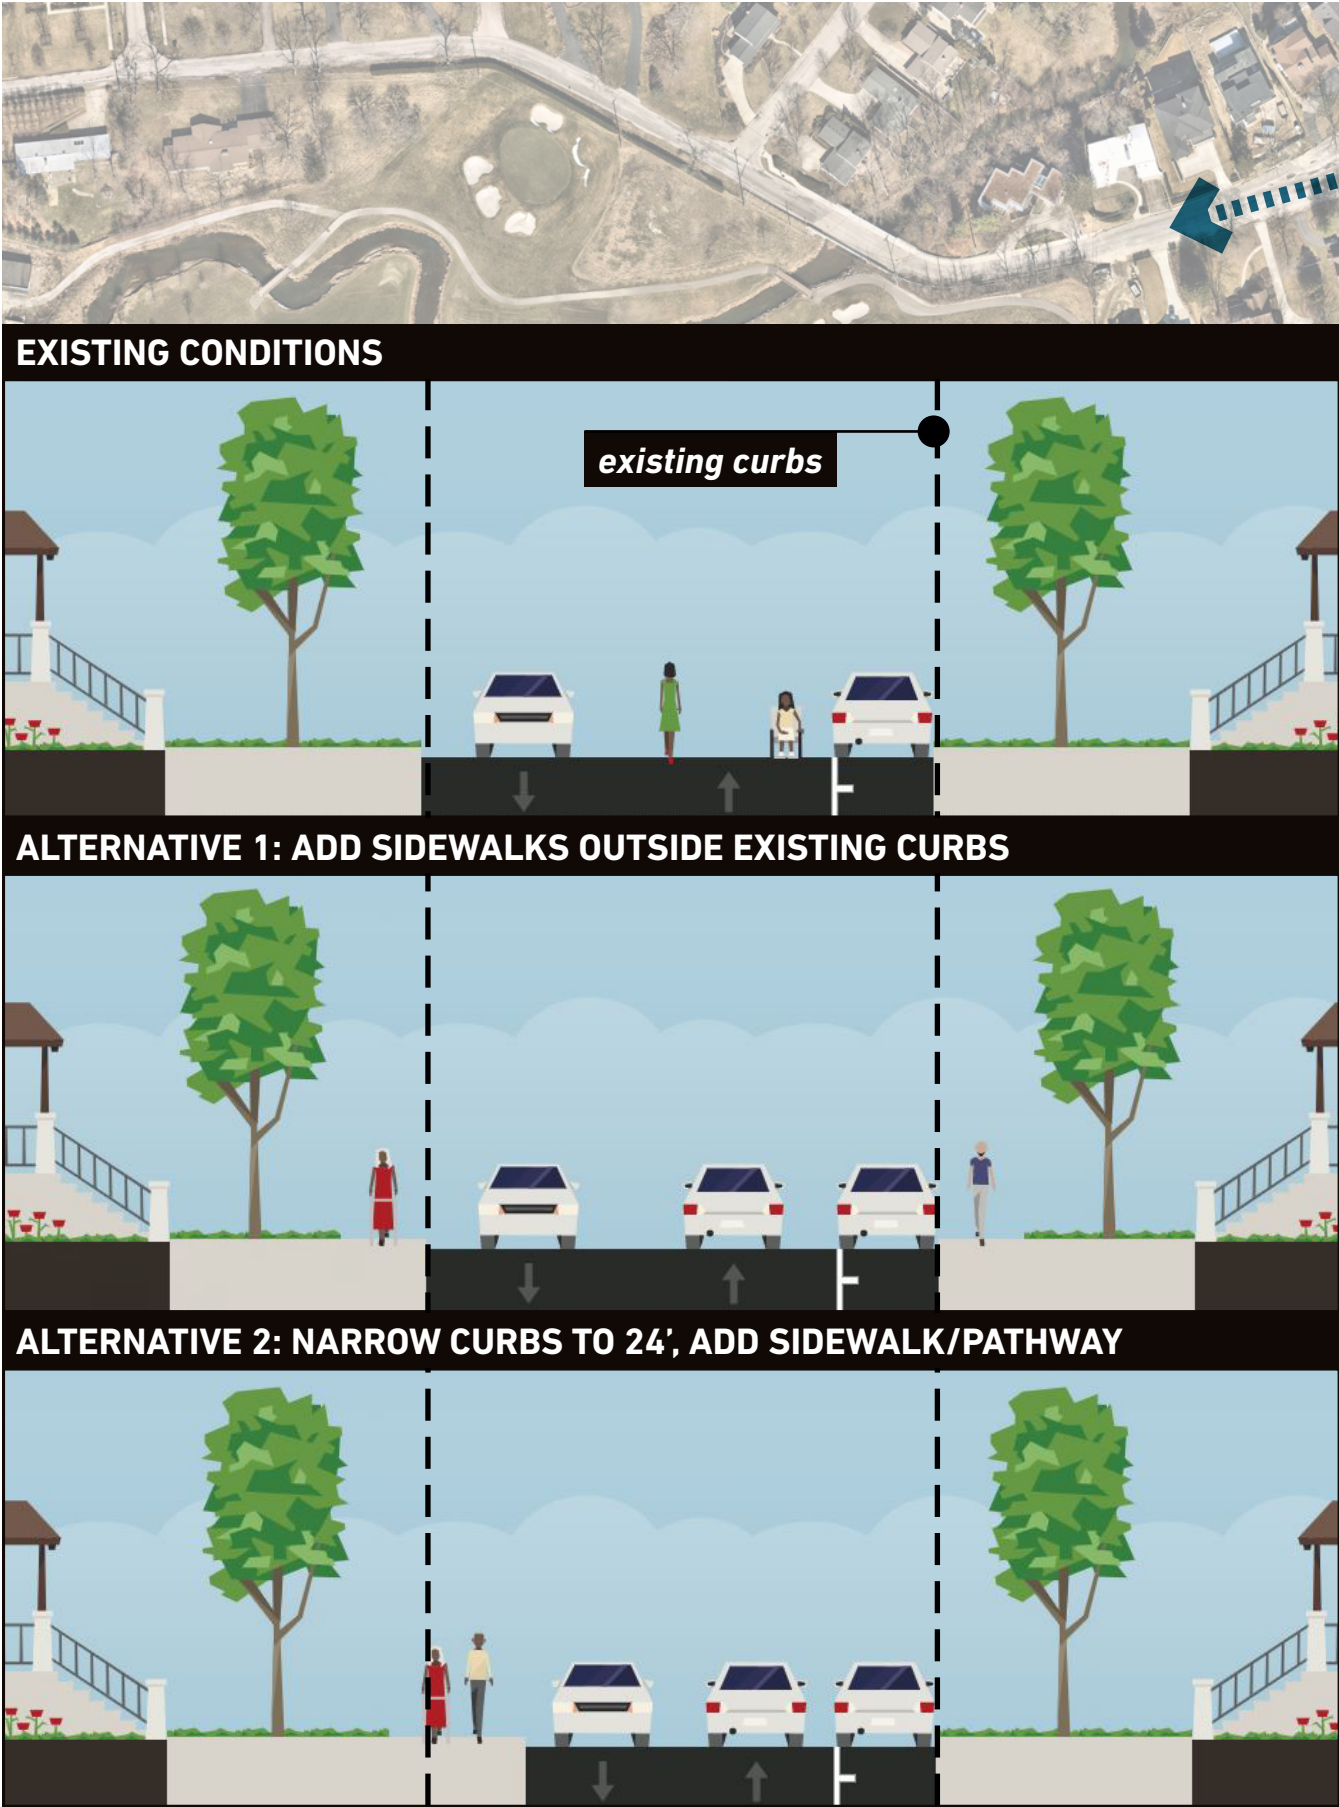 EXISTING CONDITIONS
existing curbs
ALTERNATIVE 1: ADD SIDEWALKS OUTSIDE EXISTING CURBS
ALTERNATIVE 2: NARROW CURBS TO 24’, ADD SIDEWALK/PATHWAY